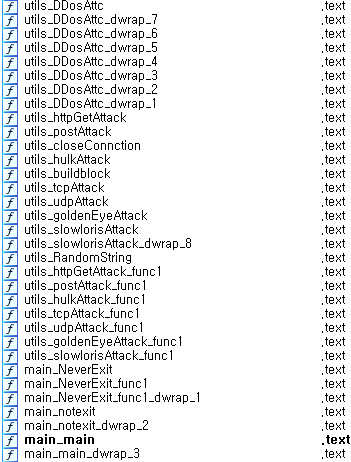 f utils_DDosAttc .text
f utils_DDosAttc_dwrap_7 .text
f utils_DDosAttc_dwrap_6 .text
f utils_DDosAttc_dwrap_5 .text
f utils_DDosAttc_dwrap_4 .text
f utils_DDosAttc_dwrap_3 .text
f utils_DDosAttc_dwrap_2 .text
f utils_DDosAttc_dwrap_1 .text
f utils_httpGetAttack .text
f utils_postAttack .text
f utils_closeConnction .text
f utils_hulkAttack .text
f utils_buildblock .text
f utils_tcpAttack .text
f utils_udpAttack .text
f utils_goldenEyeAttack .text
f utils_slowlorisAttack .text
f utils_slowlorisAttack_dwrap_8 .text
f utils_RandomString .text
f utils_httpGetAttack_func1 .text
f utils_postAttack_func1 .text
f utils_hulkAttack_func1 .text
f utils_tcpAttack_func1 .text
f utils_udpAttack_func1 .text
f utils_goldenEyeAttack_func1 .text
f utils_slowlorisAttack_func1 .text
f main_NeverExit .text
f main_NeverExit_func1 .text
f main_NeverExit_func1_dwrap_1 .text
f main_notexit .text
f main_notexit_dwrap_2 .text
f main_main .text
f main_main_dwrap_3 .text